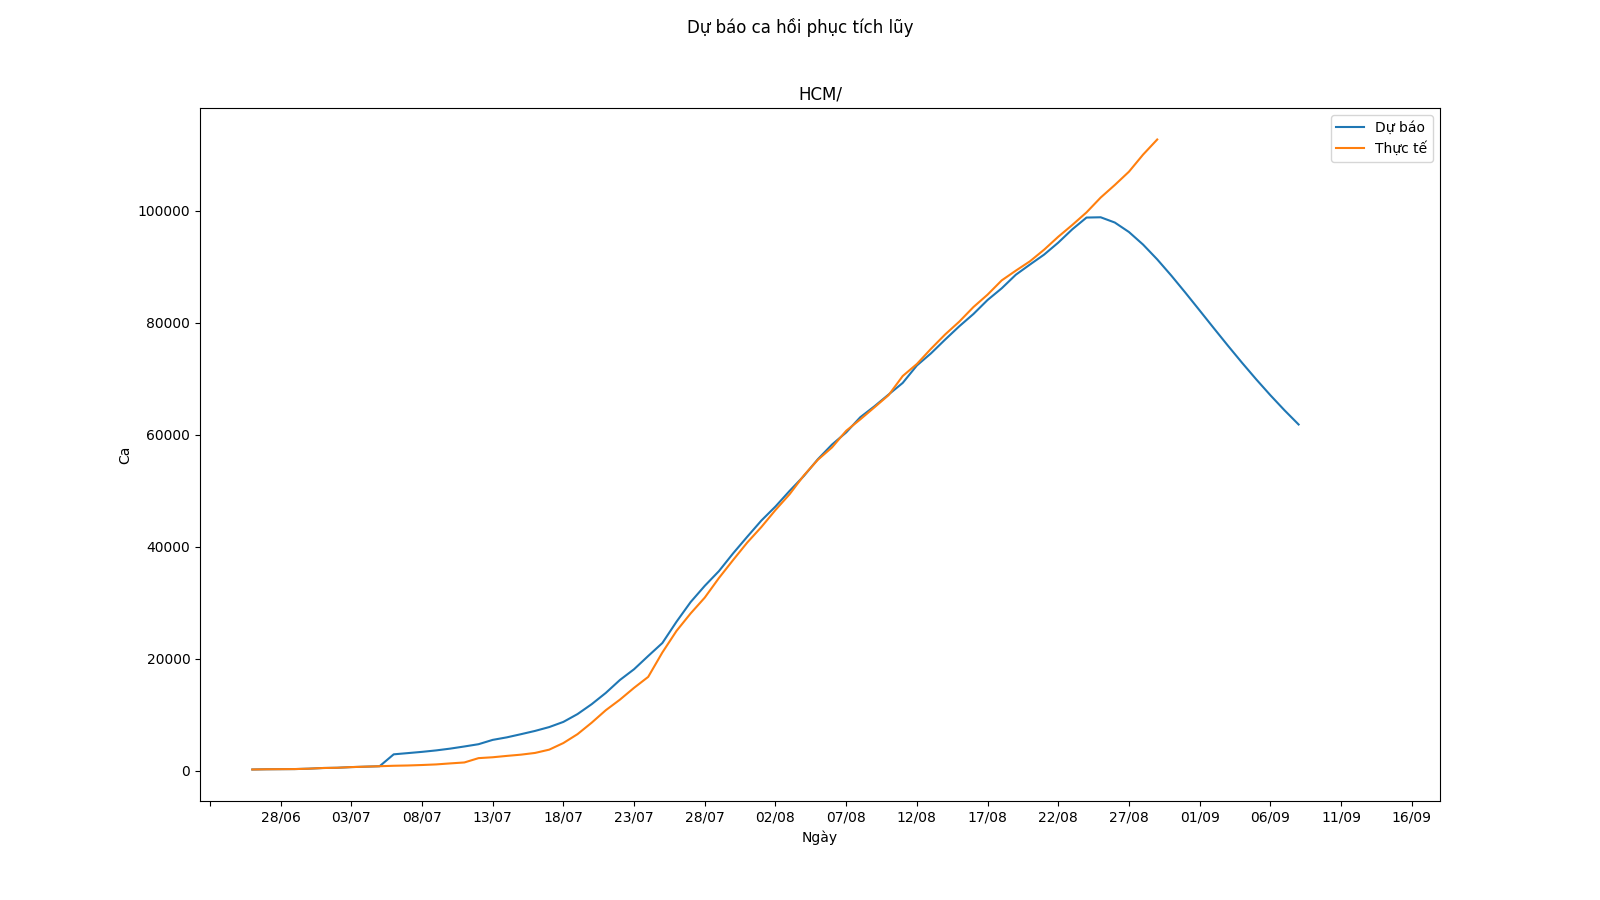 Dự báo ca hồi phục tích lũy
HCM/
Dự báo
Thực tế
100000
80000
60000
40000
20000
0
Ca
28/06 03/07 08/07 13/07 18/07 23/07 28/07 02/08 07/08 12/08 17/08 22/08 27/08 01/09 06/09 11/09 16/09
Ngày